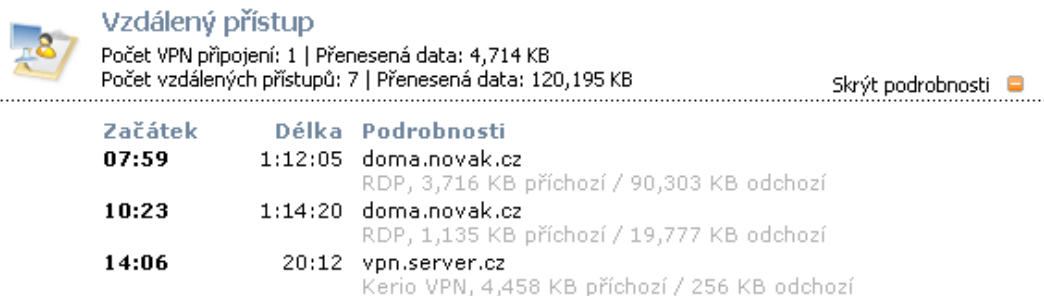 Vzdálený přístup
Počet VPN připojení: 1 | Přenesená data: 4,714 KB
Počet vzdálených přístupů: 7 | Přenesená data: 120,195 KB
Skrýt podrobnosti
Začátek Délka Podrobnosti
07:59 1:12:05 doma.novak.cz
RDP, 3,716 KB příchozí / 90,303 KB odchozí
10:23 1:14:20 doma.novak.cz
RDP, 1,135 KB příchozí / 19,777 KB odchozí
14:06 20:12 vpn.server.cz
Kerio VPN, 4,458 KB příchozí / 256 KB odchozí